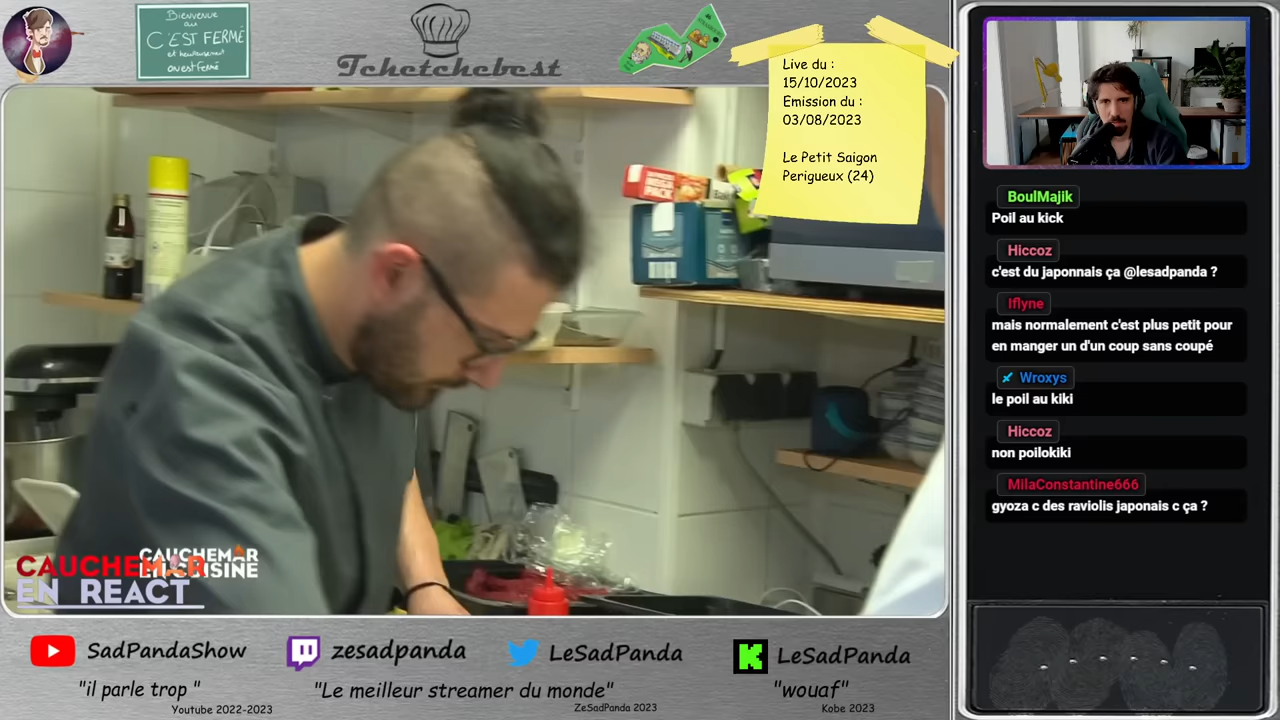 Bienvenue
au
C'EST FERMÉ
et heureusement
ouvert fermé
Tchetchebest
Live du :
15/10/2023
Emission du :
03/08/2023
Le Petit Saigon
Perigueux (24)
BoulMajik
Poil au kick
Hiccoz
c'est du japonnais ça @lesadpanda ?
Iflyne
mais normalement c'est plus petit pour
en manger un d'un coup sans coupé
Wroxys
le poil au kiki
Hiccoz
non poilokiki
MilaConstantine666
gyoza c des raviolis japonais c ça ?
CAUCHEMAR
EN CUISINE
CAUCHEMAR
EN REACT
SadPandaShow
zesadpanda
LeSadPanda
LeSadPanda
"il parle trop "
Youtube 2022-2023
"Le meilleur streamer du monde"
ZeSadPanda 2023
"wouaf"
Kobe 2023